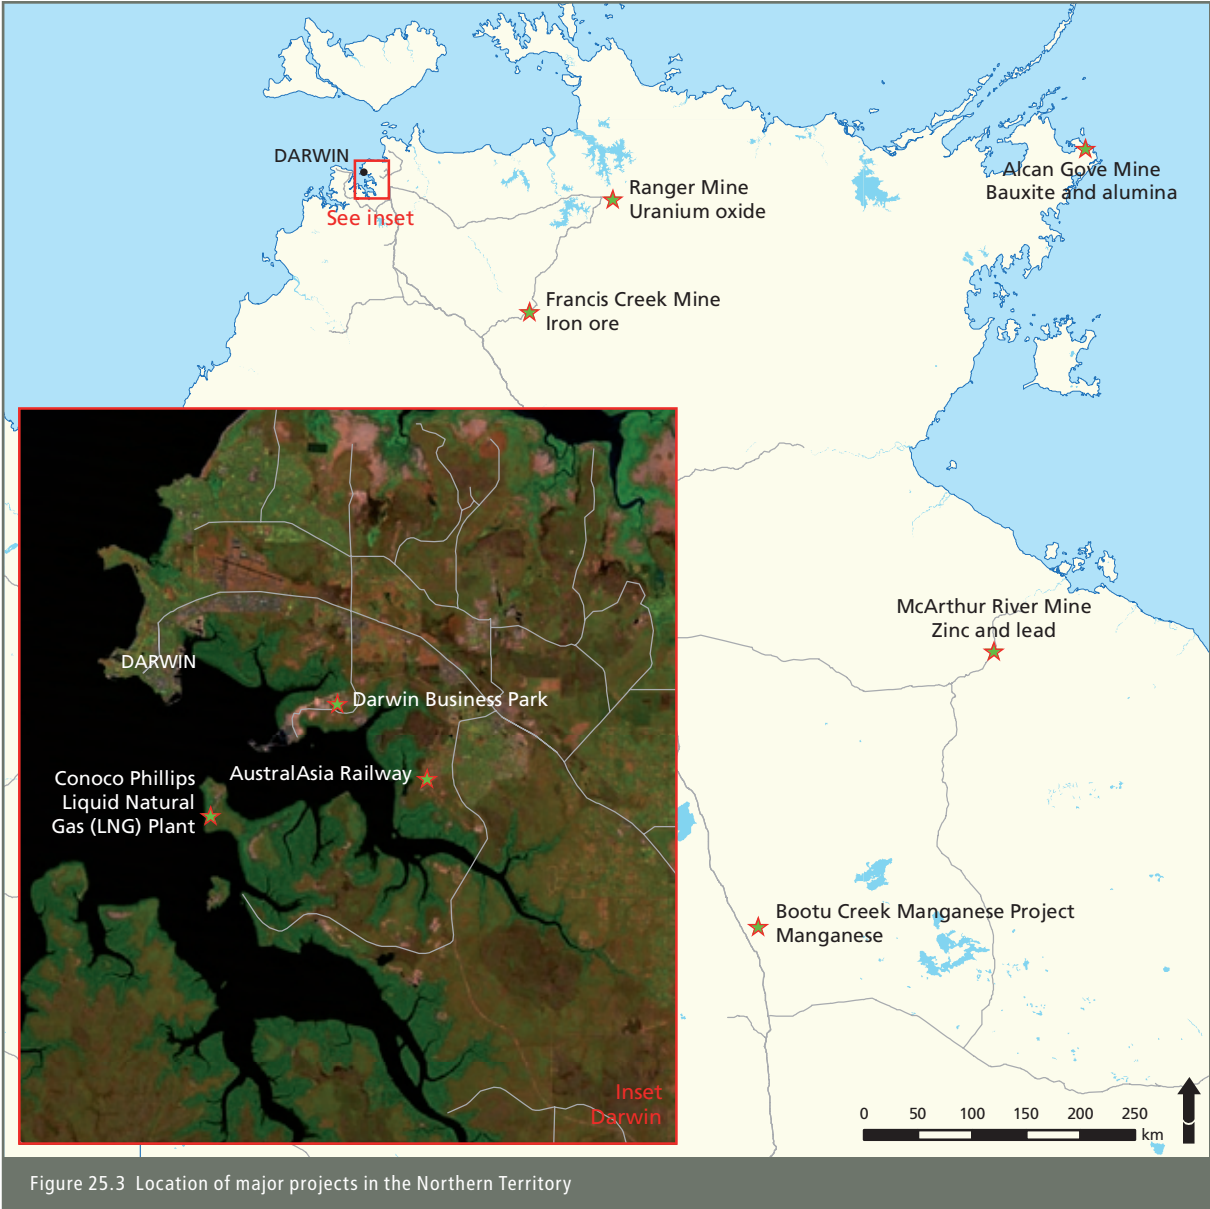 DARWIN
See inset
Ranger Mine
Uranium oxide
Alcan Gove Mine
Bauxite and alumina
Francis Creek Mine
Iron ore
McArthur River Mine
Zinc and lead
DARWIN
Darwin Business Park
AustralAsia Railway
Conoco Phillips
Liquid Natural
Gas (LNG) Plant
Bootu Creek Manganese Project
Manganese
Inset
Darwin
0 50 100 150 200 250
km
Figure 25.3 Location of major projects in the Northern Territory